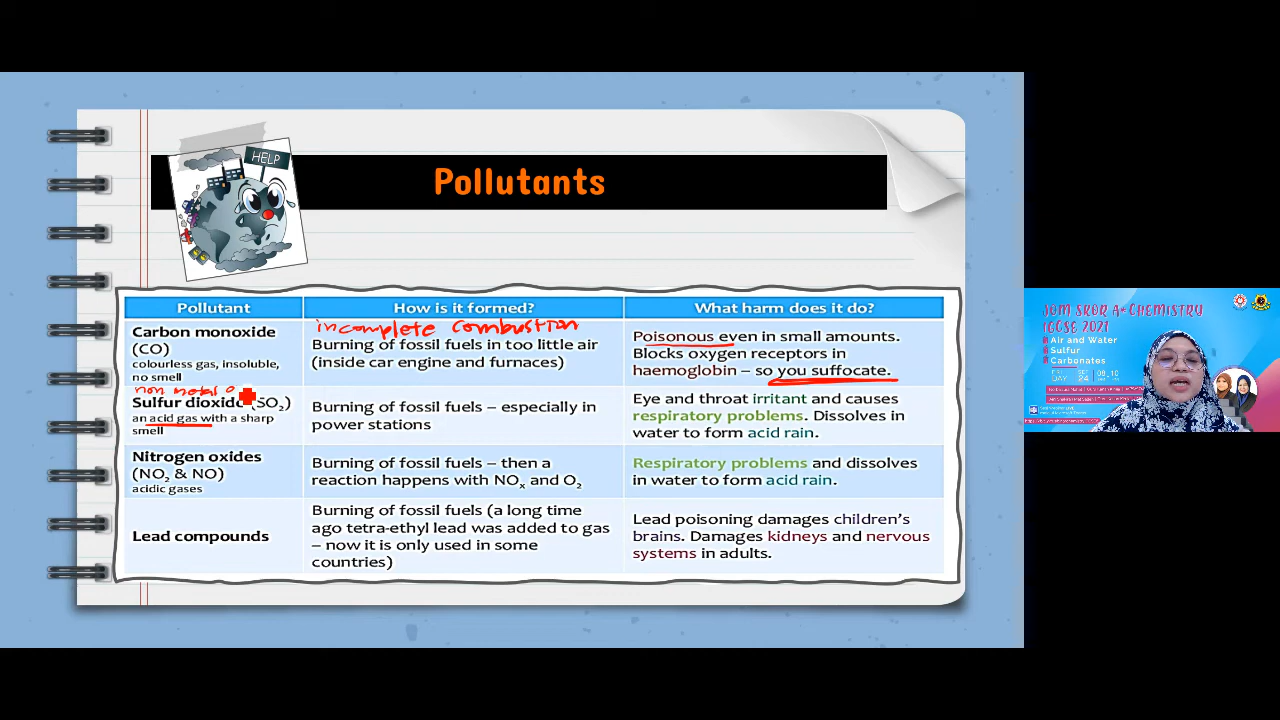 HELP
Pollutants
Pollutant How is it formed? What harm does it do?
Carbon monoxide
(CO)
colourless gas, insoluble,
no smell
incomplete combustion
Burning of fossil fuels in too little air
(inside car engine and furnaces)
Poisonous even in small amounts.
Blocks oxygen receptors in
haemoglobin – so you suffocate.
non metal
Sulfur dioxide (SO₂)
an acid gas with a sharp
smell
Burning of fossil fuels – especially in
power stations
Eye and throat irritant and causes
respiratory problems. Dissolves in
water to form acid rain.
Nitrogen oxides
(NO₂ & NO)
acidic gases
Burning of fossil fuels – then a
reaction happens with NOₓ and O₂
Respiratory problems and dissolves
in water to form acid rain.
Lead compounds
Burning of fossil fuels (a long time
ago tetra-ethyl lead was added to gas
– now it is only used in some
countries)
Lead poisoning damages children's
brains. Damages kidneys and nervous
systems in adults.
JOM SKOR A* CHEMISTRY
IGCSE 2021
Air and Water
Sulfur
Carbonates
FRI DAY SEP 24